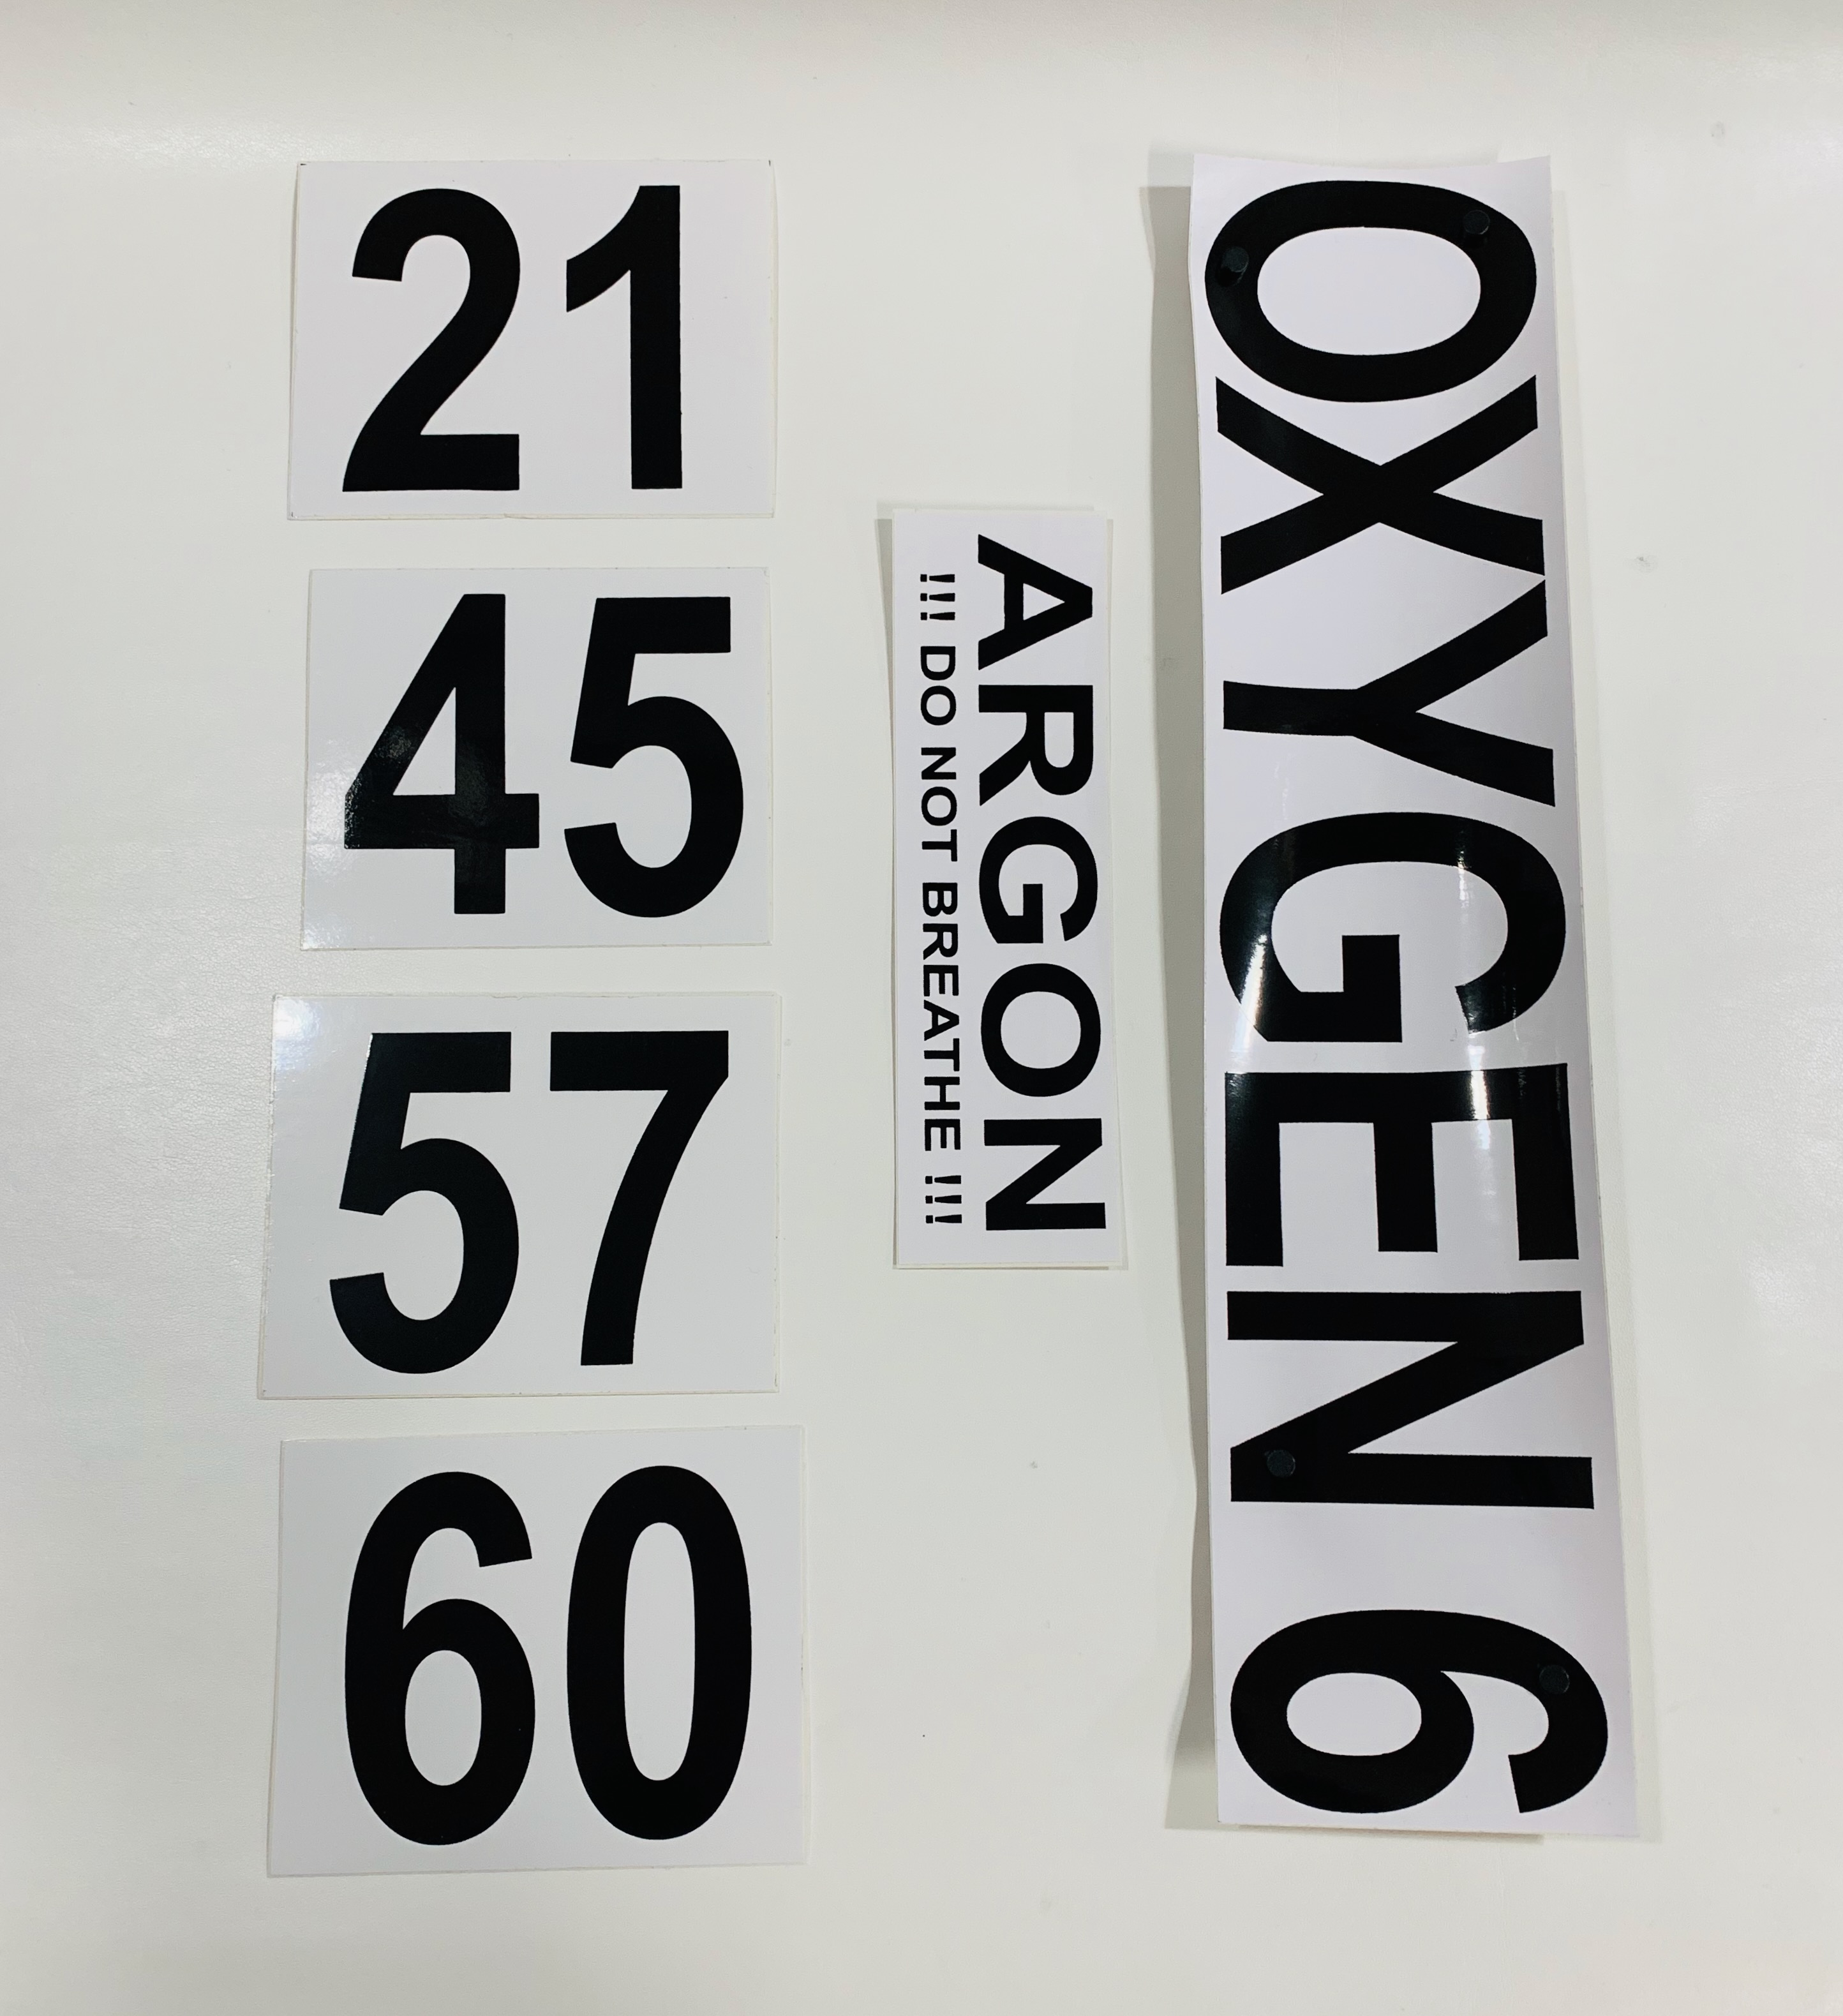 21
45
57
60
ARGON
!!! DO NOT BREATHE !!!
OXYGEN 6